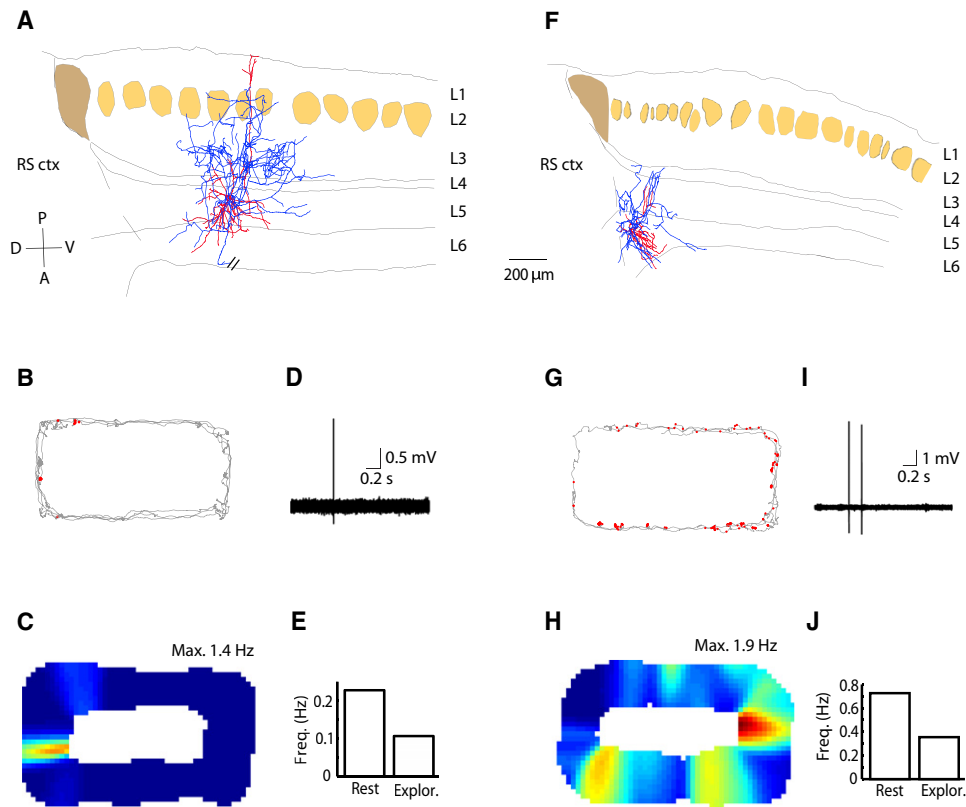 A
L1
L2
L3
L4
L5
L6
RS ctx
P
D
V
A
200 µm
F
L1
L2
L3
L4
L5
L6
RS ctx
B
D
0.5 mV
0.2 s
G
I
1 mV
0.2 s
C
Max. 1.4 Hz
E
Freq. (Hz)
0.2
0.1
0
Rest
Explor.
H
Max. 1.9 Hz
J
Freq. (Hz)
0.8
0.6
0.4
0.2
0
Rest
Explor.